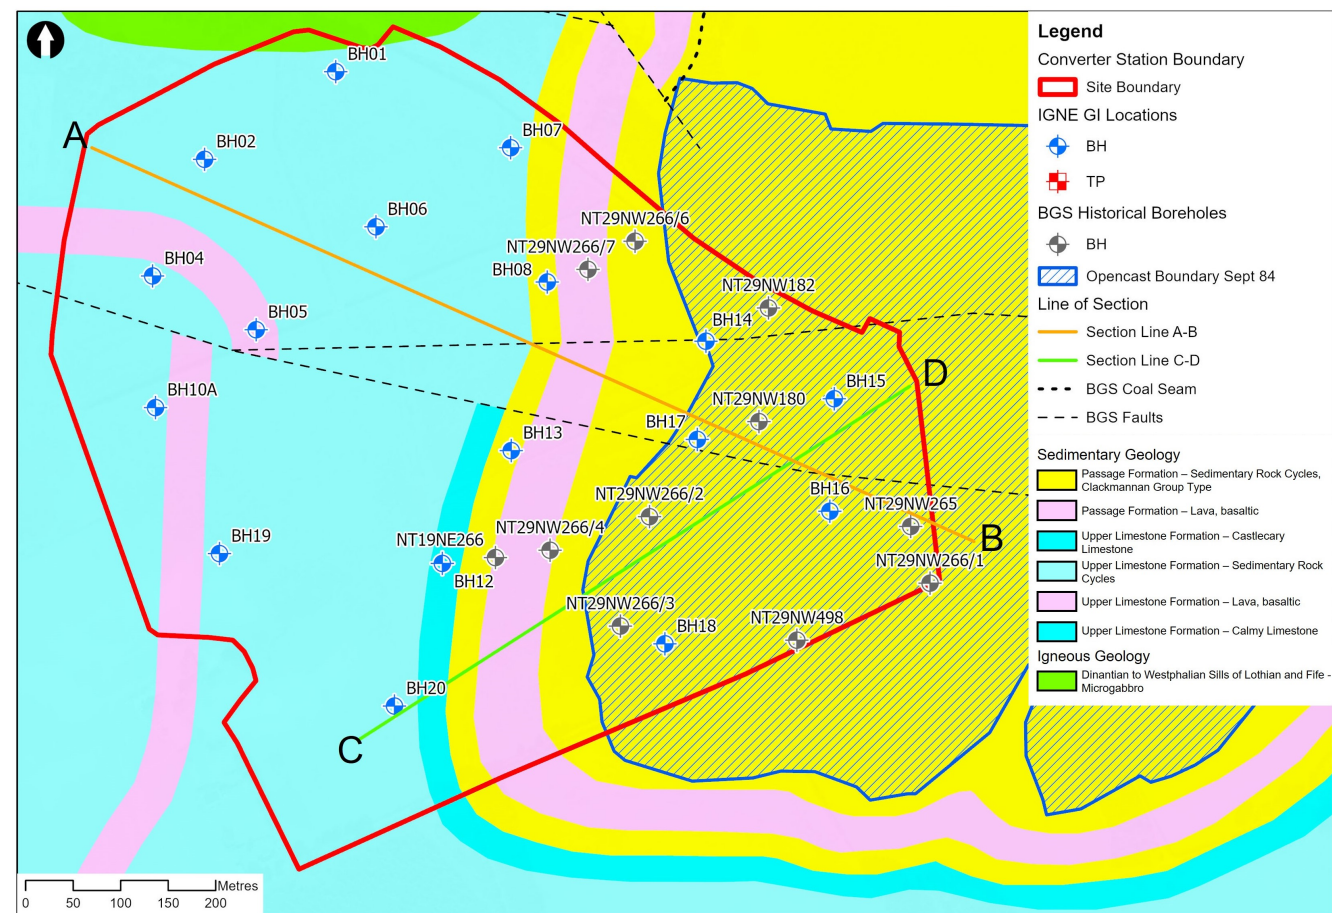 BH01
A
BH02
BH07
BH06
NT29NW266/6
NT29NW266/7
BH04
BH08
NT29NW182
BH05
BH14
D
BH15
BH10A
NT29NW180
BH17
BH13
BH16
NT29NW266/2
NT29NW265
NT29NW266/4
B
BH19
NT19NE266
NT29NW266/1
BH12
NT29NW266/3
NT29NW498
BH18
BH20
C
Metres
0 50 100 150 200
Legend
Converter Station Boundary
Site Boundary
IGNE GI Locations
BH
TP
BGS Historical Boreholes
BH
Opencast Boundary Sept 84
Line of Section
Section Line A-B
Section Line C-D
BGS Coal Seam
BGS Faults
Sedimentary Geology
Passage Formation – Sedimentary Rock Cycles,
Clackmannan Group Type
Passage Formation – Lava, basaltic
Upper Limestone Formation – Castlecary
Limestone
Upper Limestone Formation – Sedimentary Rock
Cycles
Upper Limestone Formation – Lava, basaltic
Upper Limestone Formation – Calmy Limestone
Igneous Geology
Dinantian to Westphalian Sills of Lothian and Fife -
Microgabbro